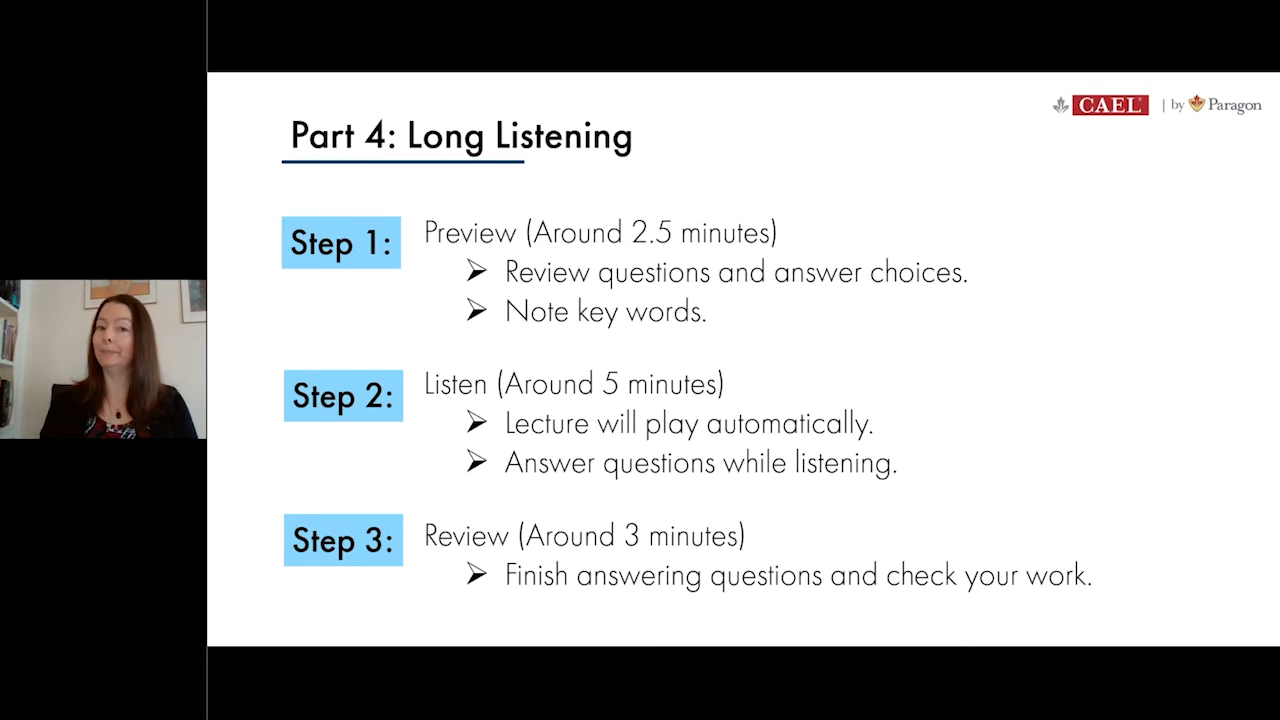 CAEL | by Paragon
Part 4: Long Listening
Step 1: Preview (Around 2.5 minutes)
➢ Review questions and answer choices.
➢ Note key words.
Step 2: Listen (Around 5 minutes)
➢ Lecture will play automatically.
➢ Answer questions while listening.
Step 3: Review (Around 3 minutes)
➢ Finish answering questions and check your work.